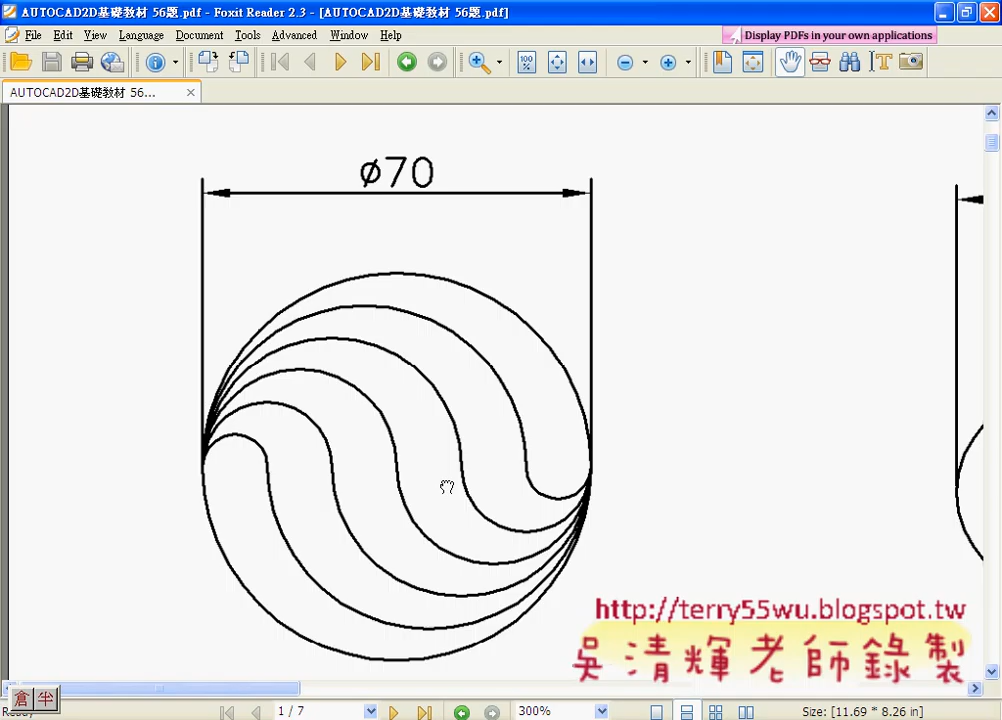 AUTOCAD2D基礎教材 56題.pdf - Foxit Reader 2.3 - [AUTOCAD2D基礎教材 56題.pdf]
File Edit View Language Document Tools Advanced Window Help
Display PDFs in your own applications
AUTOCAD2D基礎教材 56...
ø70
http://terry55wu.blogspot.tw
吳清輝老師錄製
倉 半
1 / 7
300%
Size: [11.69 * 8.26 in]